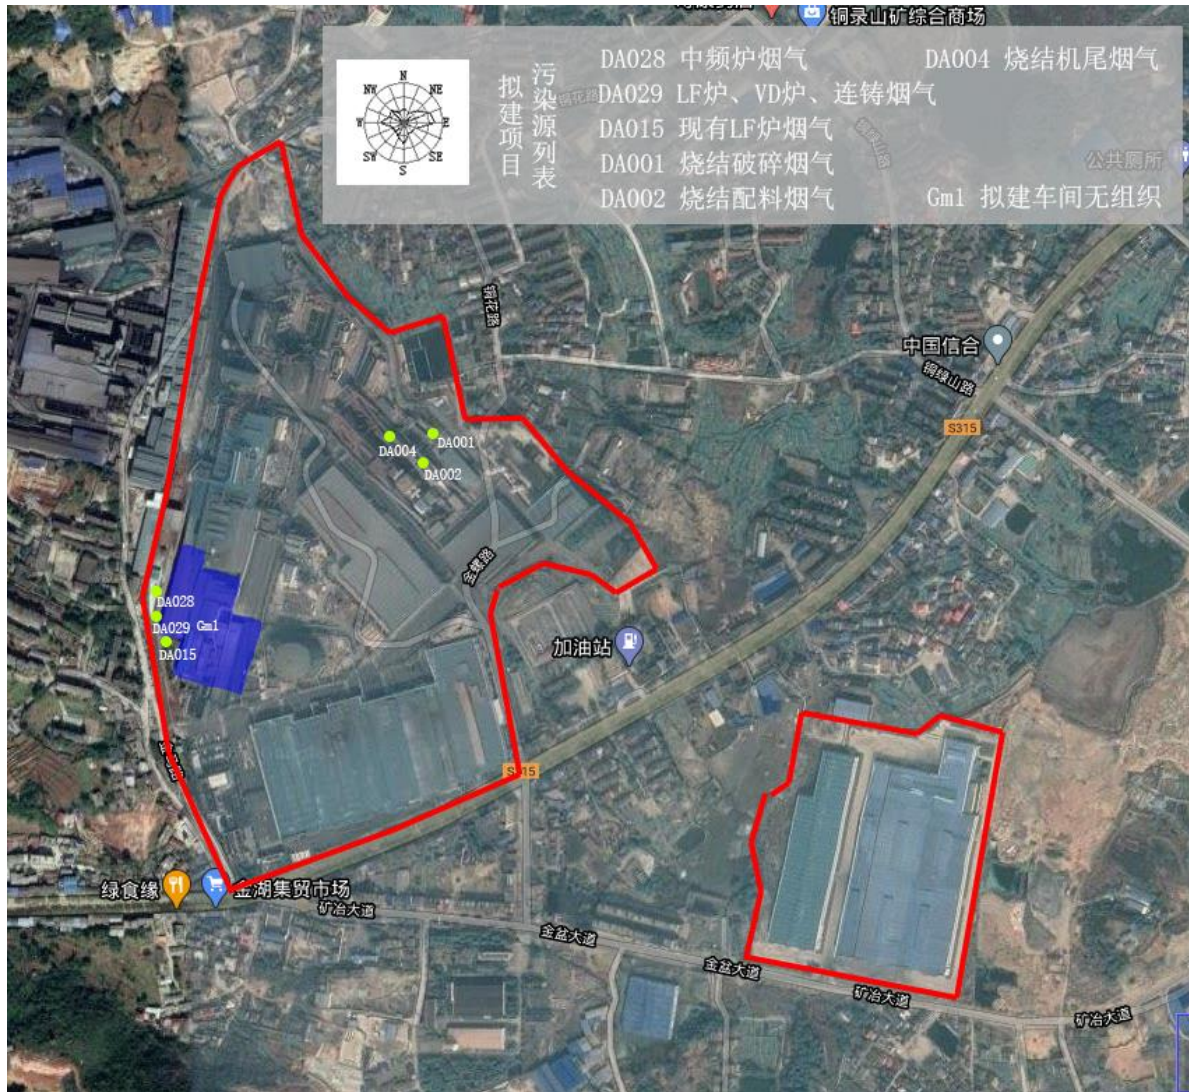 铜录山矿综合商场
N
NW
NE
W
E
SW
SE
S
拟建项目
污染源列表
DA028 中频炉烟气
DA004 烧结机尾烟气
DA029 LF炉、VD炉、连铸烟气
DA015 现有LF炉烟气
DA001 烧结破碎烟气
DA002 烧结配料烟气
Gm1 拟建车间无组织
公共厕所
铜花路
中国信合
铜绿山路
S315
DA004
DA001
DA002
金螺路
DA028
DA029
Gm1
DA015
加油站
S315
绿食缘
金湖集贸市场
矿冶大道
金盆大道
金盆大道
矿冶大道
矿冶大道